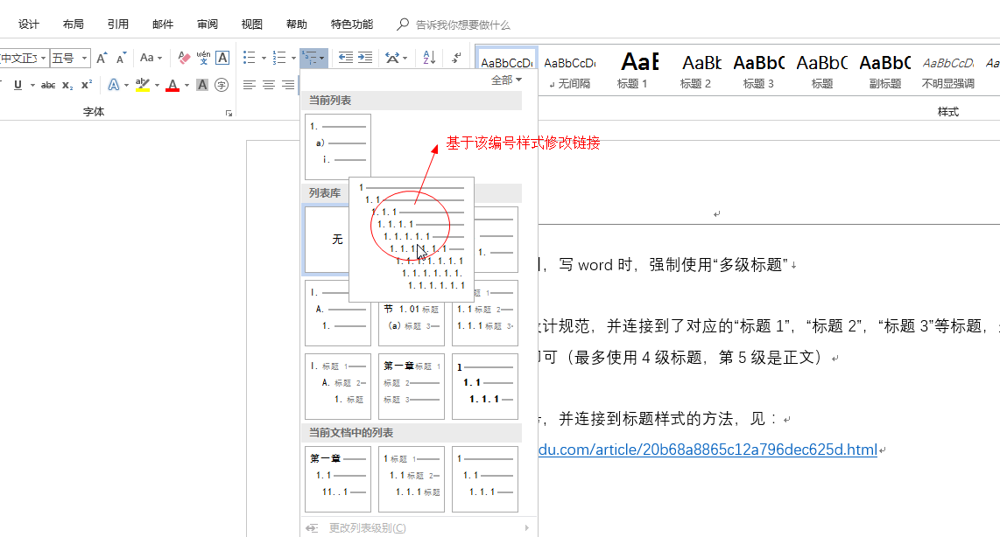 设计 布局 引用 邮件 审阅 视图 帮助 特色功能 告诉我你想要做什么
中文正文 五号 A A Aa wén 文 A
U abc x₂ x² A ab A A 字
字体
AaBbCcDc AaBbCcDc AaBb AaBbC AaBbC AaBbC AaBbC AaBbCcDc
无间隔 标题 1 标题 2 标题 3 标题 副标题 不明显强调
样式
全部
当前列表
1.
a)
i.
基于该编号样式修改链接
列表库
无
1
1.1
1.1.1
1.1.1.1
1.1.1.1.1
1.1.1.1.1.1
1.1.1.1.1.1.1
1.1.1.1.1.1.
1.1.1.1.1.1
1.
I.
A.
1.
节 1.01 标题
(a) 标题 3
题 1
1.1 标题 2
1.1.1 标题 3
I. 标题 1
A. 标题 2
1. 标题
第一章 标题 1
标题 2
标题 3
1
1.1
1.1.1
当前文档中的列表
第一章
1.1
11..1
1 标题 1
1.1 标题 2
1.1.1 标题
1
1.1
1.1.1
更改列表级别(C)
，写 word 时，强制使用“多级标题”
设计规范，并连接到了对应的“标题 1”，“标题 2”，“标题 3”等标题，
即可（最多使用 4 级标题，第 5 级是正文）
，并连接到标题样式的方法，见：
du.com/article/20b68a8865c12a796dec625d.html